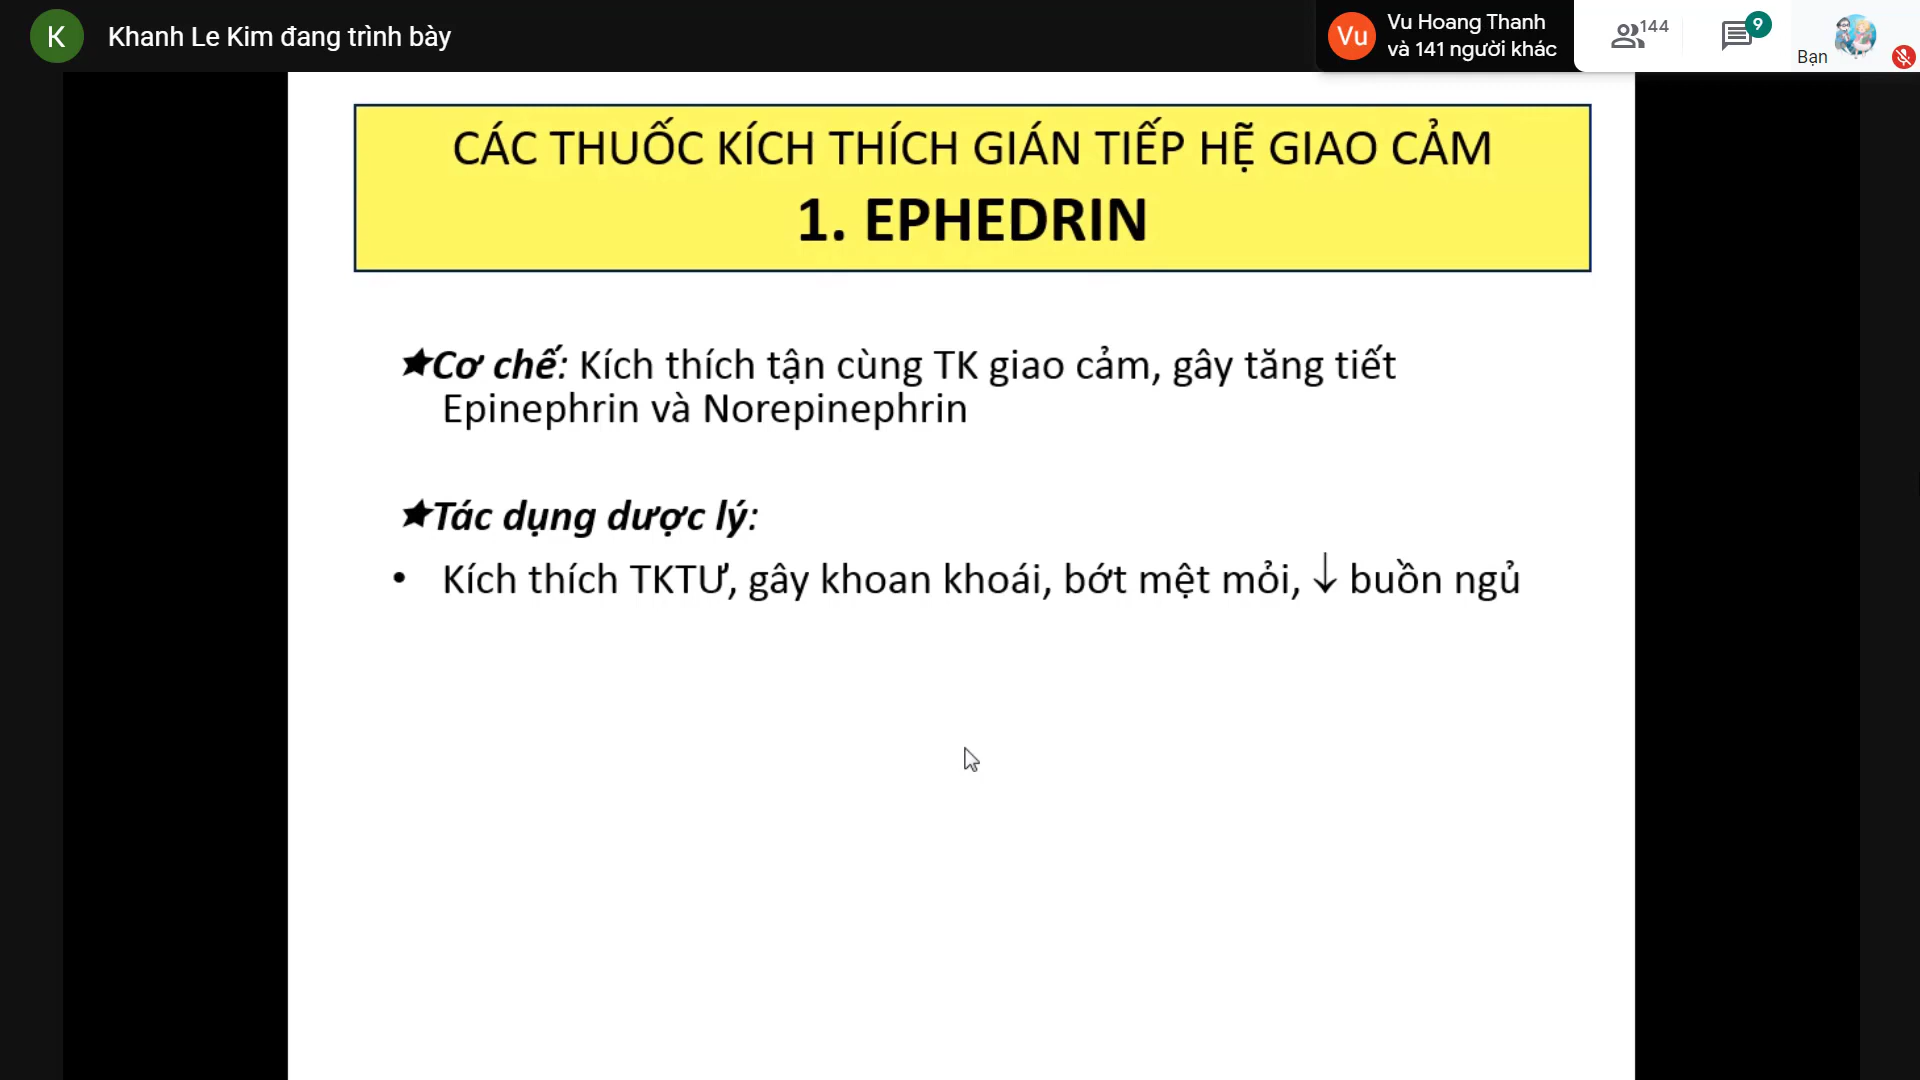 K
Khanh Le Kim đang trình bày
Vu
Vu Hoang Thanh
và 141 người khác
144
9
Bạn
CÁC THUỐC KÍCH THÍCH GIÁN TIẾP HẸ̃ GIAO CẢM
1. EPHEDRIN
★Cơ chế: Kích thích tận cùng TK giao cảm, gây tăng tiết
Epinephrin và Norepinephrin
★Tác dụng dược lý:
• Kích thích TKTƯ, gây khoan khoái, bớt mệt mỏi, ↓ buồn ngủ